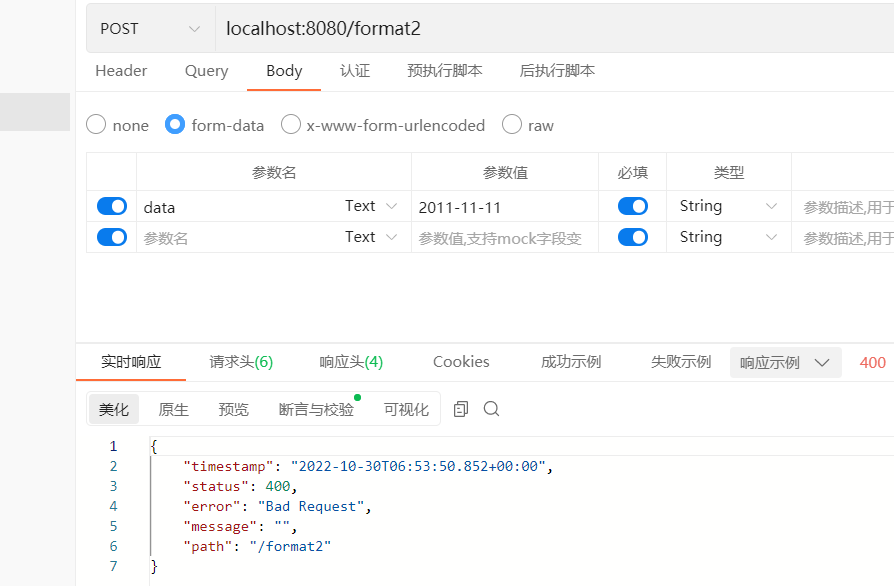 POST localhost:8080/format2
Header Query Body 认证 预执行脚本 后执行脚本
none form-data x-www-form-urlencoded raw
参数名 参数值 必填 类型
data Text 2011-11-11 String 参数描述,用于
参数名 Text 参数值,支持mock字段变 String 参数描述,用于
实时响应 请求头(6) 响应头(4) Cookies 成功示例 失败示例 响应示例 400
美化 原生 预览 断言与校验 可视化
1 {
2 "timestamp": "2022-10-30T06:53:50.852+00:00",
3 "status": 400,
4 "error": "Bad Request",
5 "message": "",
6 "path": "/format2"
7 }